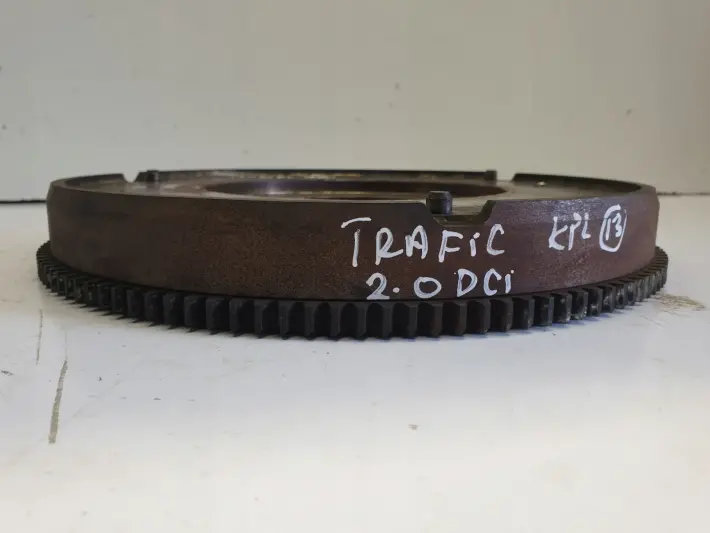 TRAFiC KPL 13
2.0 DCi